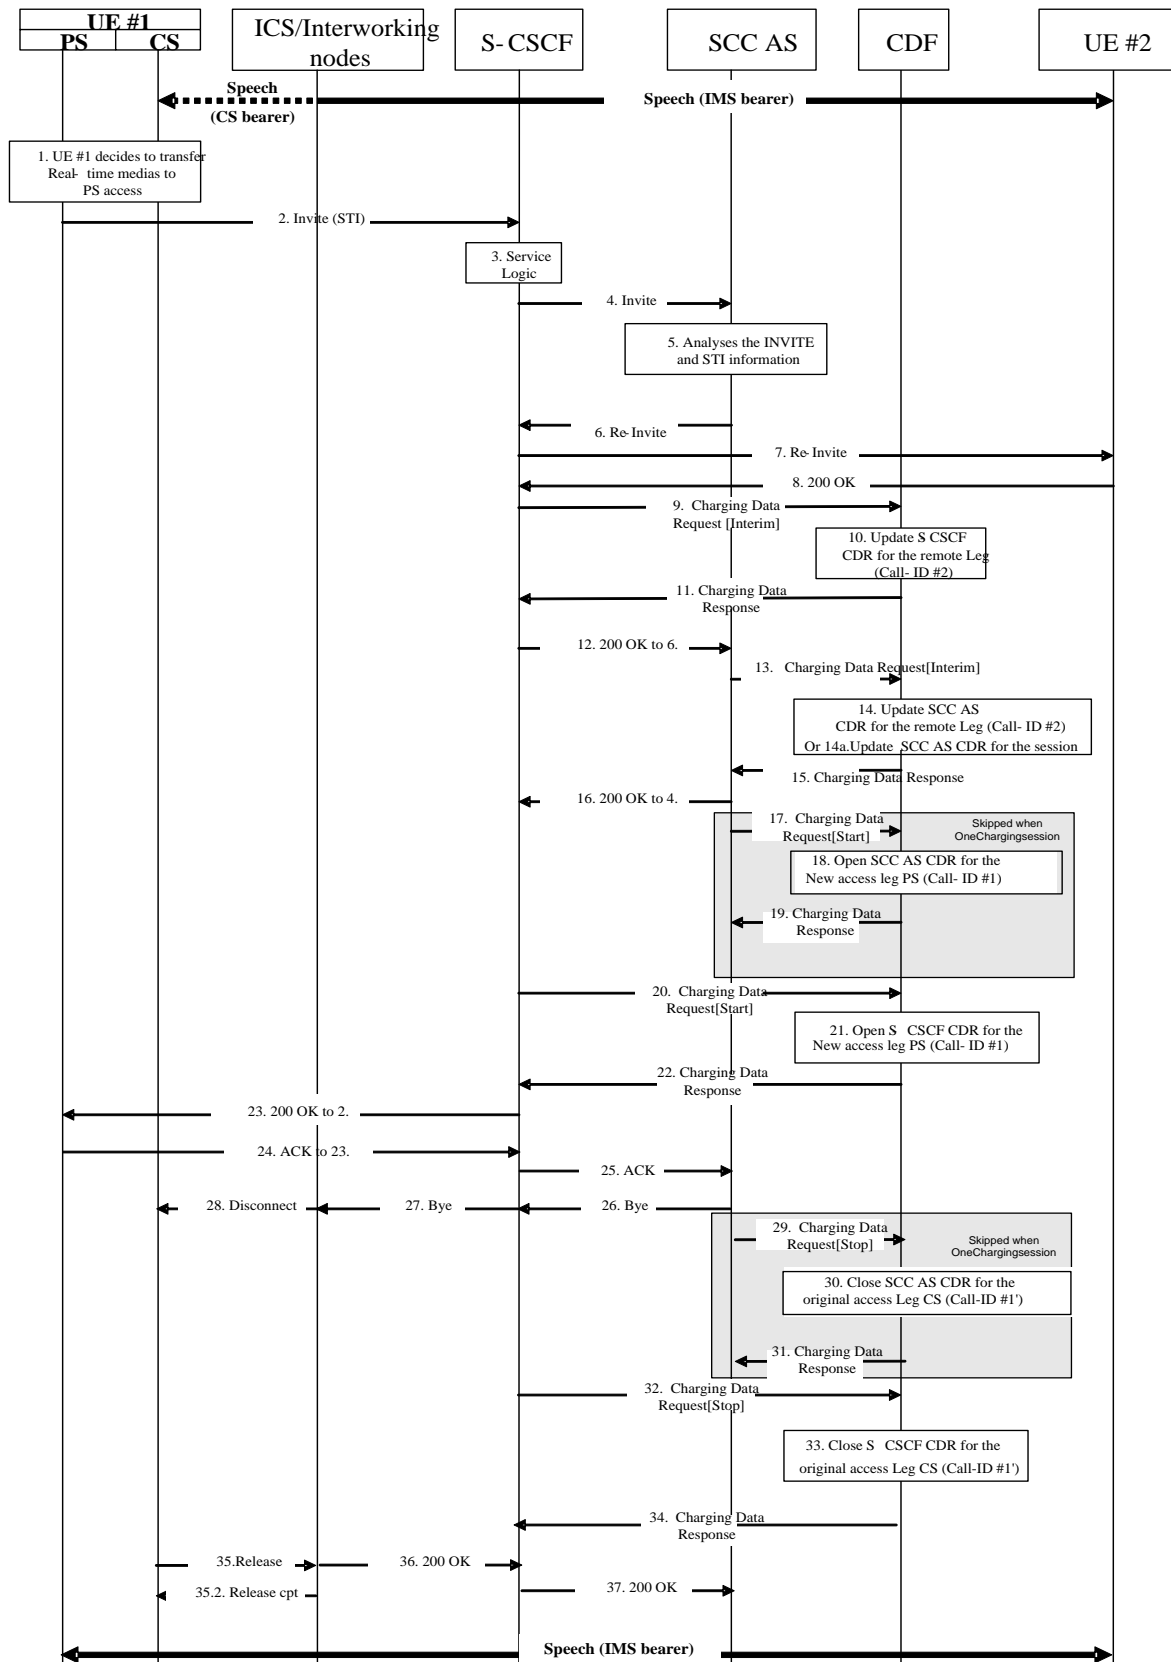 UE #1
PS CS
ICS/Interworking
nodes
S- CSCF
SCC AS
CDF
UE #2
Speech
(CS bearer)
Speech (IMS bearer)
1. UE #1 decides to transfer
Real- time medias to
PS access
2. Invite (STI)
3. Service
Logic
4. Invite
5. Analyses the INVITE
and STI information
6. Re-Invite
7. Re-Invite
8. 200 OK
9. Charging Data
Request [Interim]
10. Update S CSCF
CDR for the remote Leg
(Call- ID #2)
11. Charging Data
Response
12. 200 OK to 6.
13. Charging Data Request[Interim]
14. Update SCC AS
CDR for the remote Leg (Call- ID #2)
Or 14a.Update SCC AS CDR for the session
15. Charging Data Response
16. 200 OK to 4.
17. Charging Data
Request[Start]
Skipped when
OneChargingsession
18. Open SCC AS CDR for the
New access leg PS (Call- ID #1)
19. Charging Data
Response
20. Charging Data
Request[Start]
21. Open S CSCF CDR for the
New access leg PS (Call- ID #1)
22. Charging Data
Response
23. 200 OK to 2.
24. ACK to 23.
25. ACK
26. Bye
27. Bye
28. Disconnect
29. Charging Data
Request[Stop]
Skipped when
OneChargingsession
30. Close SCC AS CDR for the
original access Leg CS (Call-ID #1')
31. Charging Data
Response
32. Charging Data
Request[Stop]
33. Close S CSCF CDR for the
original access Leg CS (Call-ID #1')
34. Charging Data
Response
35.Release
36. 200 OK
35.2. Release cpt
37. 200 OK
Speech (IMS bearer)